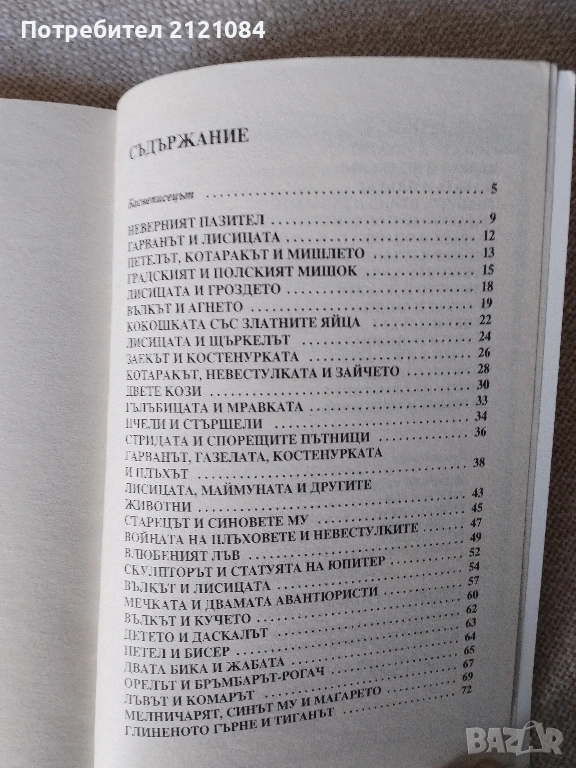 Потребител 2121084
СЪДЪРЖАНИЕ
Баснописецът 5
НЕВЕРНИЯТ ПАЗИТЕЛ 9
ГАРВАНЪТ И ЛИСИЦАТА 12
ПЕТЕЛЪТ, КОТАРАКЪТ И МИШЛЕТО 13
ГРАДСКИЯТ И ПОЛСКИЯТ МИШОК 15
ЛИСИЦАТА И ГРОЗДЕТО 18
ВЪЛКЪТ И АГНЕТО 19
КОКОШКАТА СЪС ЗЛАТНИТЕ ЯЙЦА 22
ЛИСИЦАТА И ЩЪРКЕЛЪТ 24
ЗАЕКЪТ И КОСТЕНУРКАТА 26
КОТАРАКЪТ, НЕВЕСТУЛКАТА И ЗАЙЧЕТО 28
ДВЕТЕ КОЗИ 30
ГЪЛЪБИЦАТА И МРАВКАТА 33
ПЧЕЛИ И СТЪРШЕЛИ 34
СТРИДАТА И СПОРЕЩИТЕ ПЪТНИЦИ 36
ГАРВАНЪТ, ГАЗЕЛАТА, КОСТЕНУРКАТА
И ПЛЪХЪТ 38
ЛИСИЦАТА, МАЙМУНАТА И ДРУГИТЕ
ЖИВОТНИ 43
СТАРЕЦЪТ И СИНОВЕТЕ МУ 45
ВОЙНАТА НА ПЛЪХОВЕТЕ И НЕВЕСТУЛКИТЕ 47
ВЛЮБЕНИЯТ ЛЪВ 49
СКУЛПТОРЪТ И СТАТУЯТА НА ЮПИТЕР 52
ВЪЛКЪТ И ЛИСИЦАТА 54
МЕЧКАТА И ДВАМАТА АВАНТЮРИСТИ 57
ВЪЛКЪТ И КУЧЕТО 60
ДЕТЕТО И ДАСКАЛЪТ 62
ПЕТЕЛ И БИСЕР 63
ДВАТА БИКА И ЖАБАТА 64
ОРЕЛЪТ И БРЪМБАРЪТ-РОГАЧ 65
ЛЪВЪТ И КОМАРЪТ 67
МЕЛНИЧАРЯТ, СИНЪТ МУ И МАГАРЕТО 69
ГЛИНЕНОТО ГЪРНЕ И ТИГАНЪТ 72
BAZAR